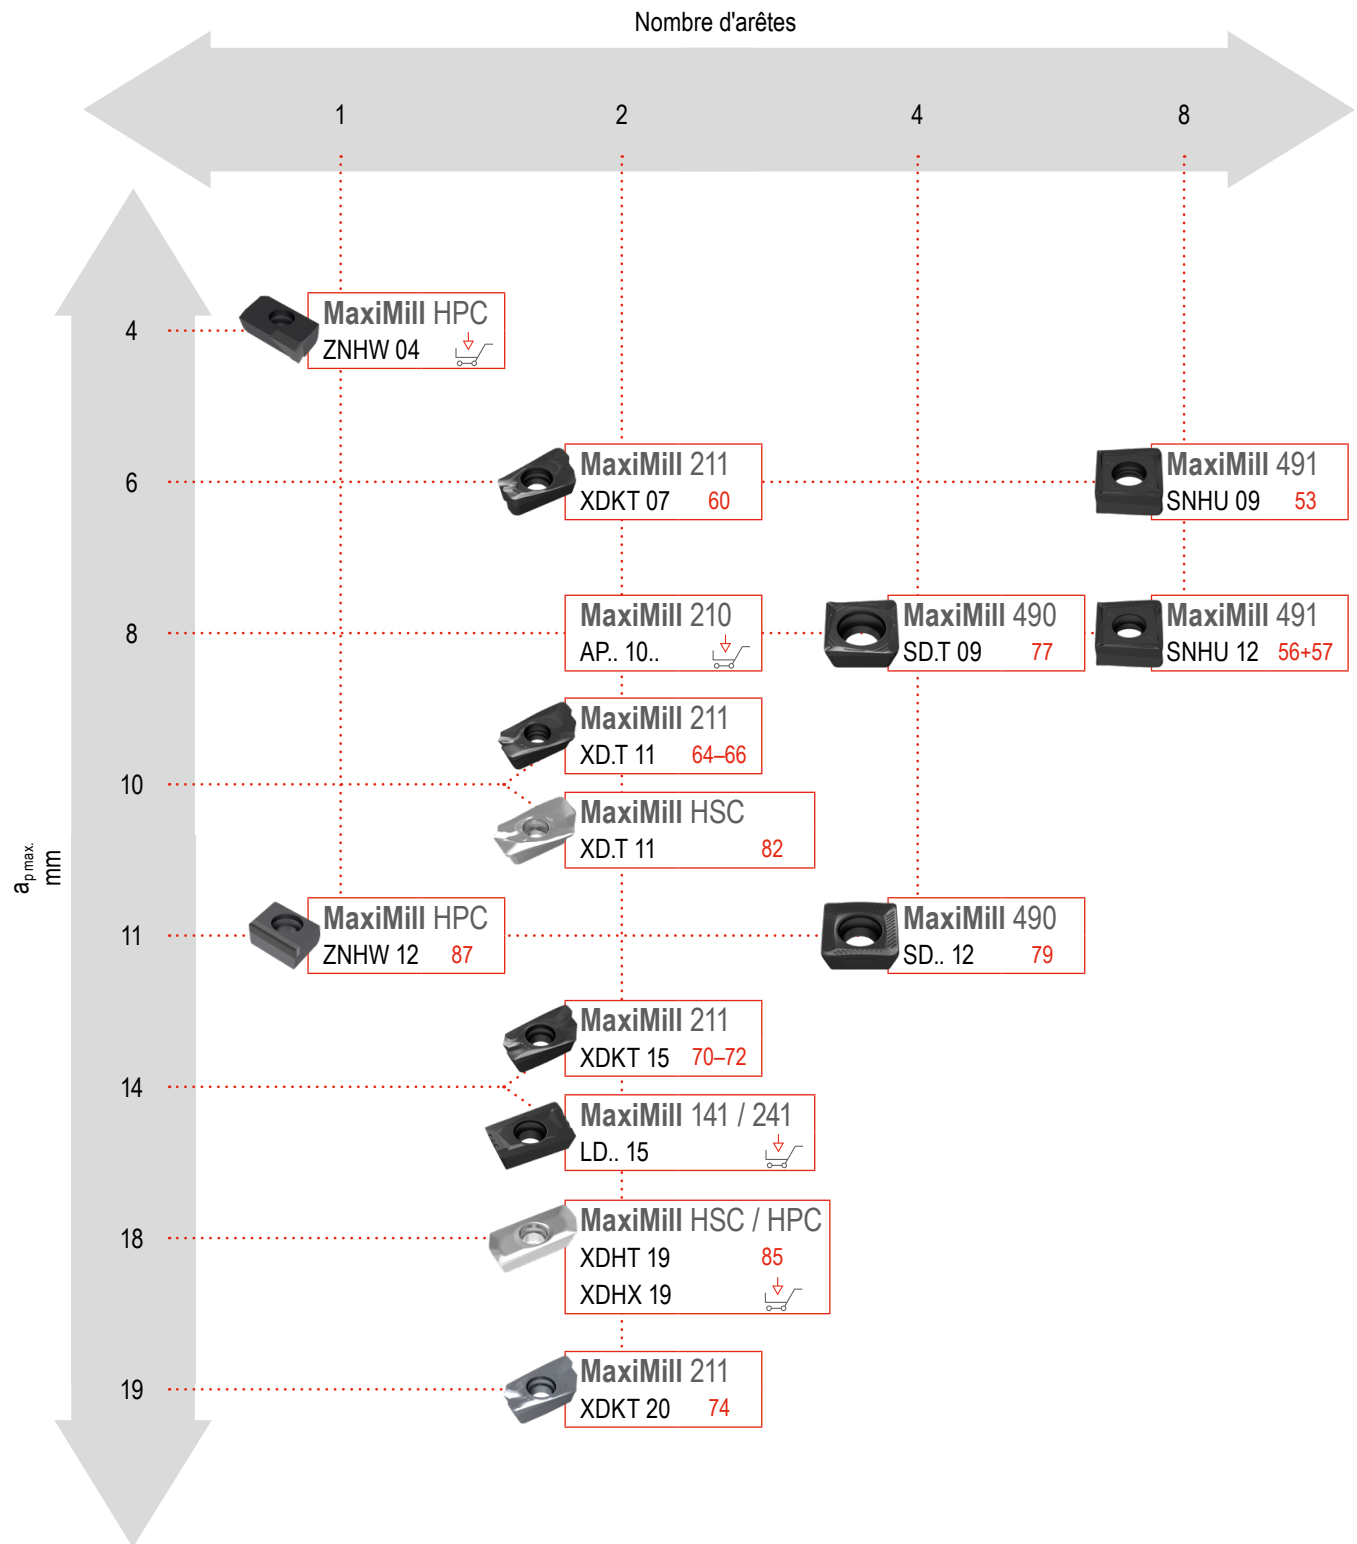 Nombre d'arêtes
1 2 4 8
4
MaxiMill HPC
ZNHW 04
6
MaxiMill 211
XDKT 07 60
MaxiMill 491
SNHU 09 53
8
MaxiMill 210
AP.. 10..
MaxiMill 490
SD.T 09 77
MaxiMill 491
SNHU 12 56+57
10
MaxiMill 211
XD.T 11 64–66
MaxiMill HSC
XD.T 11 82
ap max.
mm
11
MaxiMill HPC
ZNHW 12 87
MaxiMill 490
SD.. 12 79
14
MaxiMill 211
XDKT 15 70–72
MaxiMill 141 / 241
LD.. 15
18
MaxiMill HSC / HPC
XDHT 19 85
XDHX 19
19
MaxiMill 211
XDKT 20 74